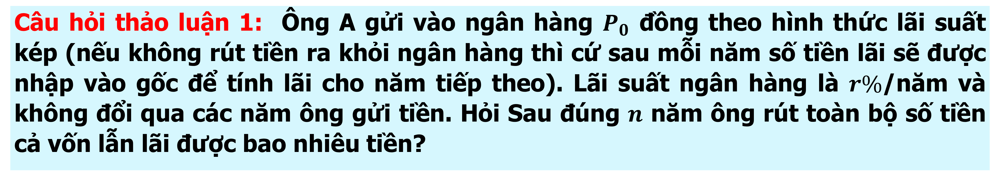 Câu hỏi thảo luận 1: Ông A gửi vào ngân hàng P₀ đồng theo hình thức lãi suất
kép (nếu không rút tiền ra khỏi ngân hàng thì cứ sau mỗi năm số tiền lãi sẽ được
nhập vào gốc để tính lãi cho năm tiếp theo). Lãi suất ngân hàng là r%/năm và
không đổi qua các năm ông gửi tiền. Hỏi Sau đúng n năm ông rút toàn bộ số tiền
cả vốn lẫn lãi được bao nhiêu tiền?